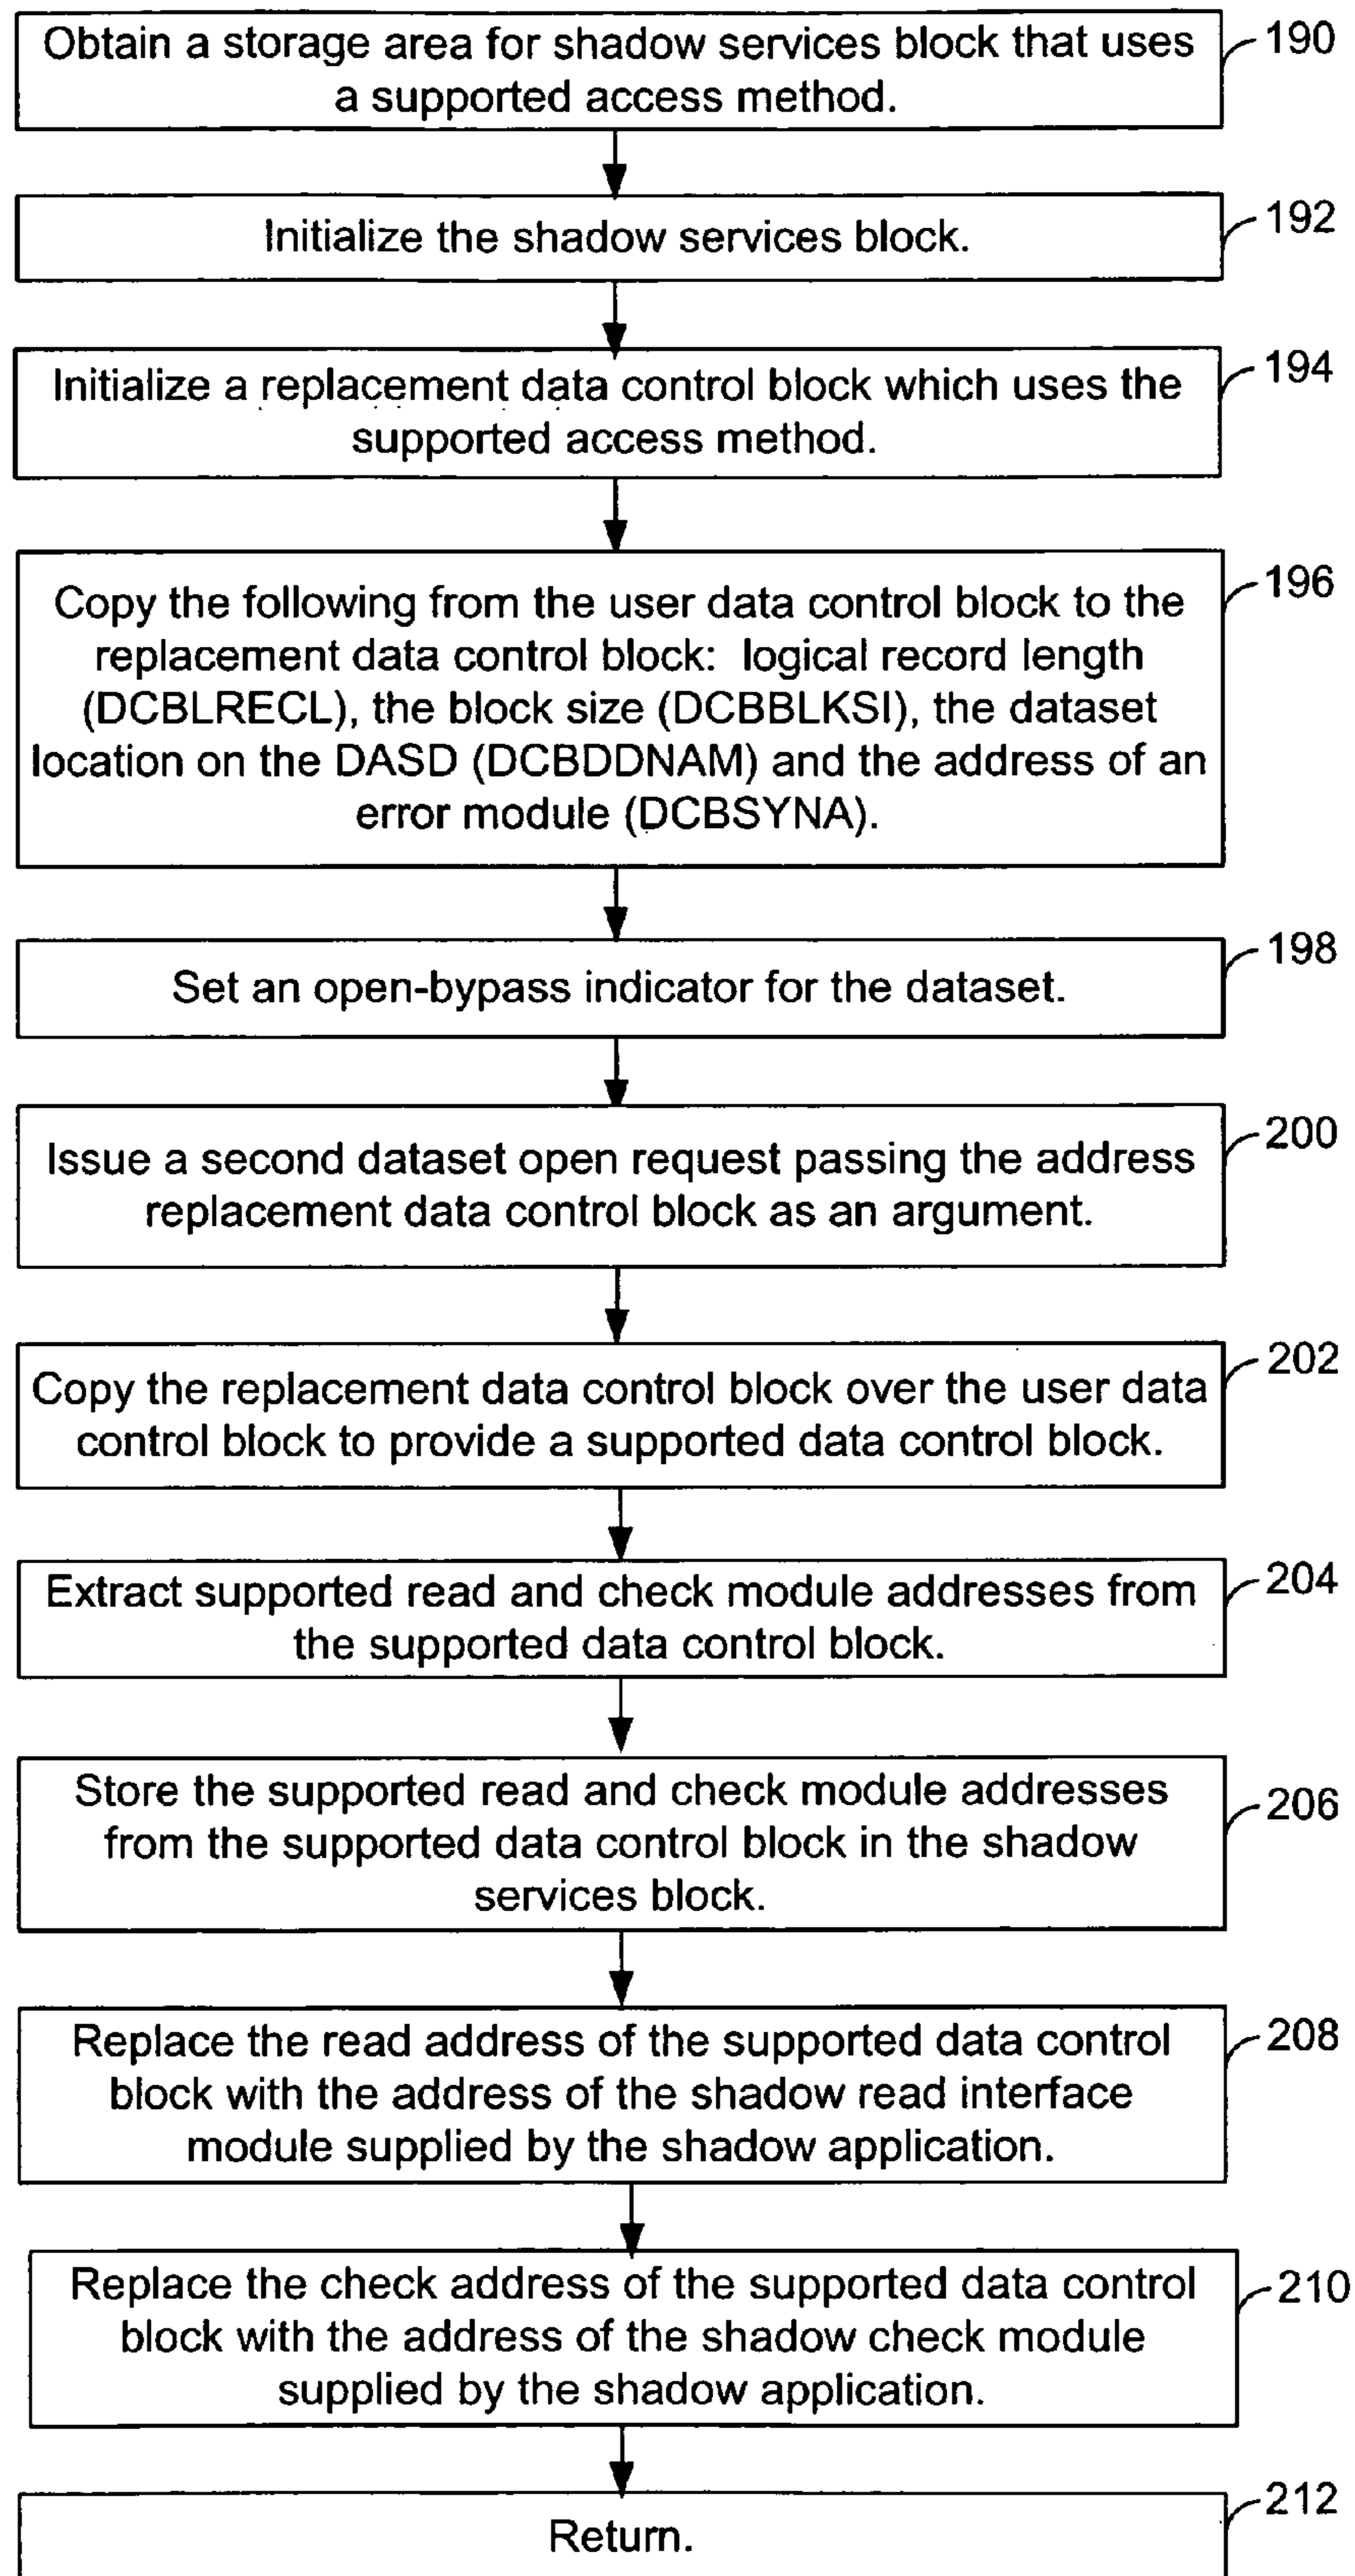 Obtain a storage area for shadow services block that uses
a supported access method.
190
Initialize the shadow services block.
192
Initialize a replacement data control block which uses the
supported access method.
194
Copy the following from the user data control block to the
replacement data control block: logical record length
(DCBLRECL), the block size (DCBBLKSI), the dataset
location on the DASD (DCBDDNAM) and the address of an
error module (DCBSYNA).
196
Set an open-bypass indicator for the dataset.
198
Issue a second dataset open request passing the address
replacement data control block as an argument.
200
Copy the replacement data control block over the user data
control block to provide a supported data control block.
202
Extract supported read and check module addresses from
the supported data control block.
204
Store the supported read and check module addresses
from the supported data control block in the shadow
services block.
206
Replace the read address of the supported data control
block with the address of the shadow read interface
module supplied by the shadow application.
208
Replace the check address of the supported data control
block with the address of the shadow check module
supplied by the shadow application.
210
Return.
212